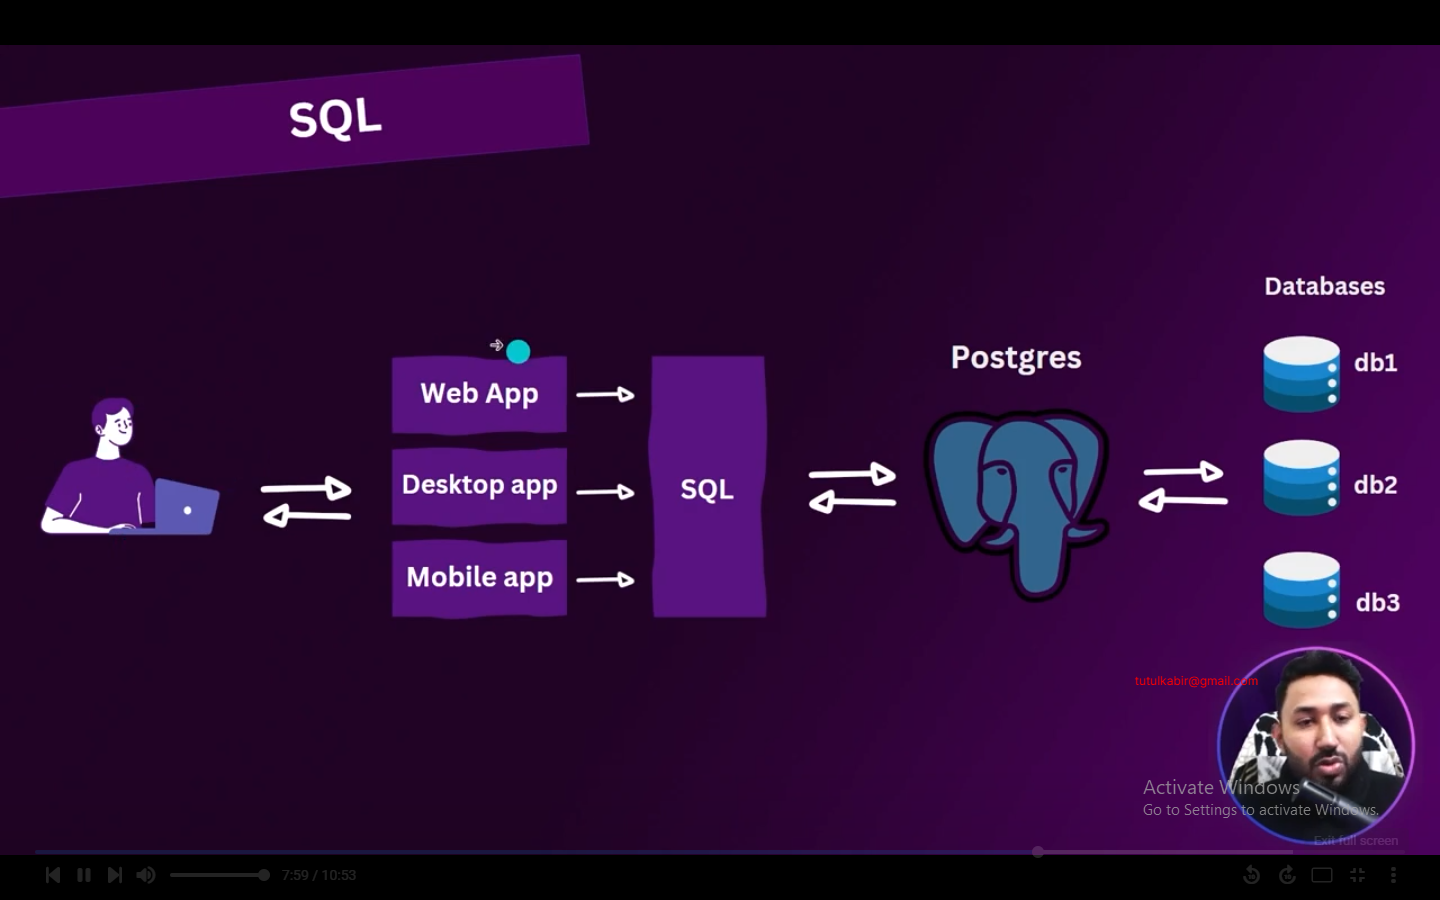 SQL
Databases
Postgres
db1
Web App
Desktop app
SQL
db2
Mobile app
db3
tutulkabir@gmail.com
Activate Windows
Go to Settings to activate Windows.
Exit full screen
7:59 / 10:53